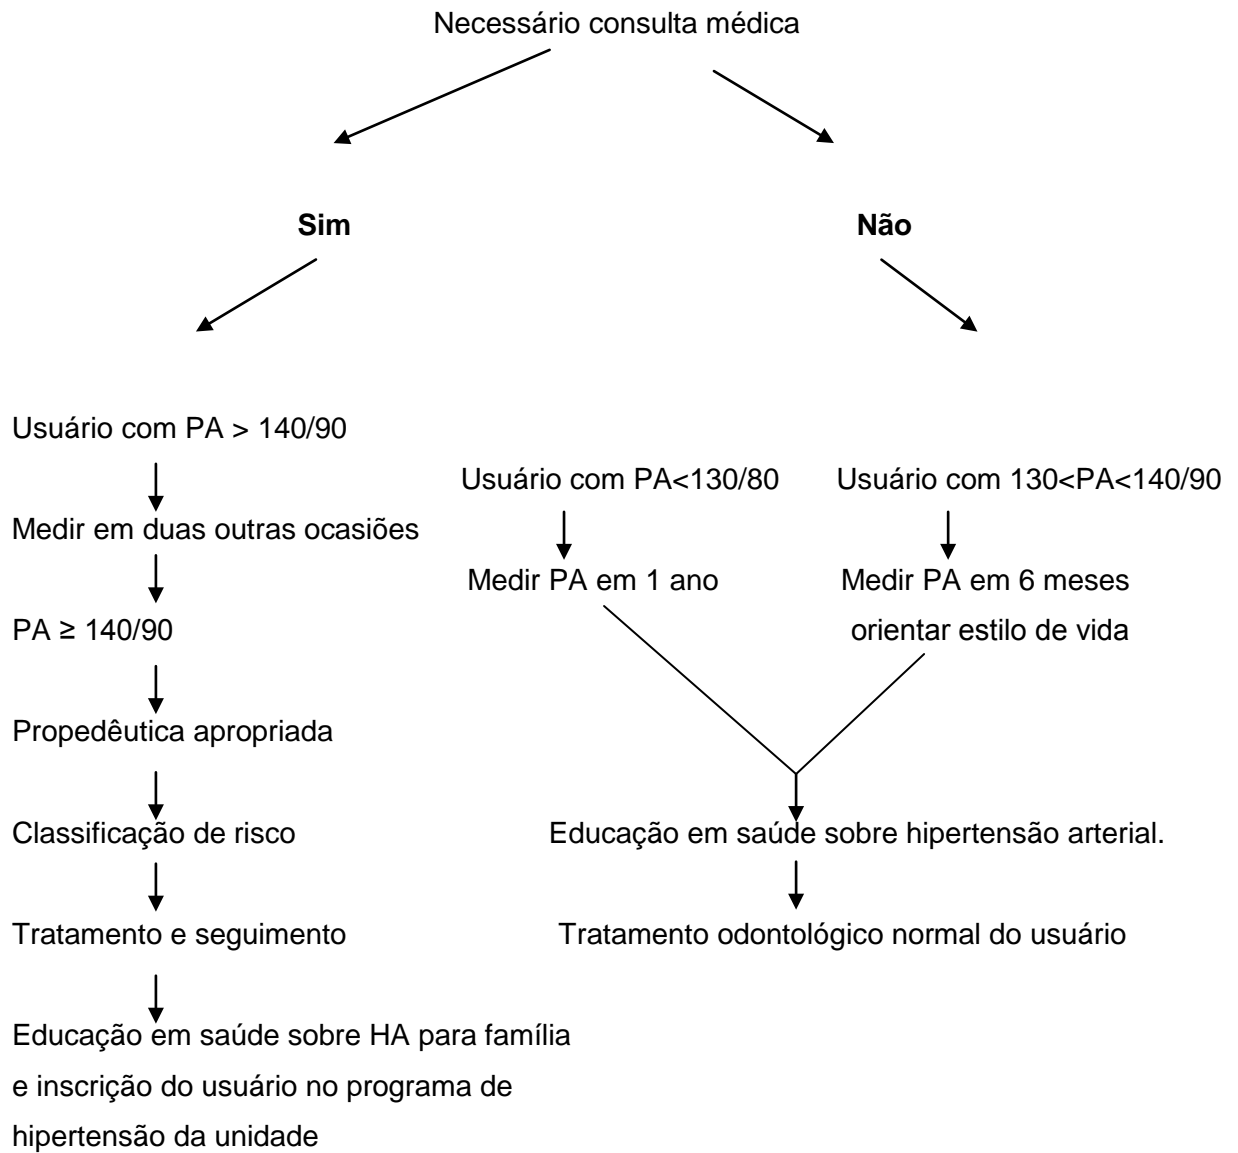 Necessário consulta médica
Sim
Não
Usuário com PA > 140/90
Medir em duas outras ocasiões
PA ≥ 140/90
Propedêutica apropriada
Classificação de risco
Tratamento e seguimento
Educação em saúde sobre HA para família
e inscrição do usuário no programa de
hipertensão da unidade
Usuário com PA<130/80
Medir PA em 1 ano
Usuário com 130<PA<140/90
Medir PA em 6 meses
orientar estilo de vida
Educação em saúde sobre hipertensão arterial.
Tratamento odontológico normal do usuário